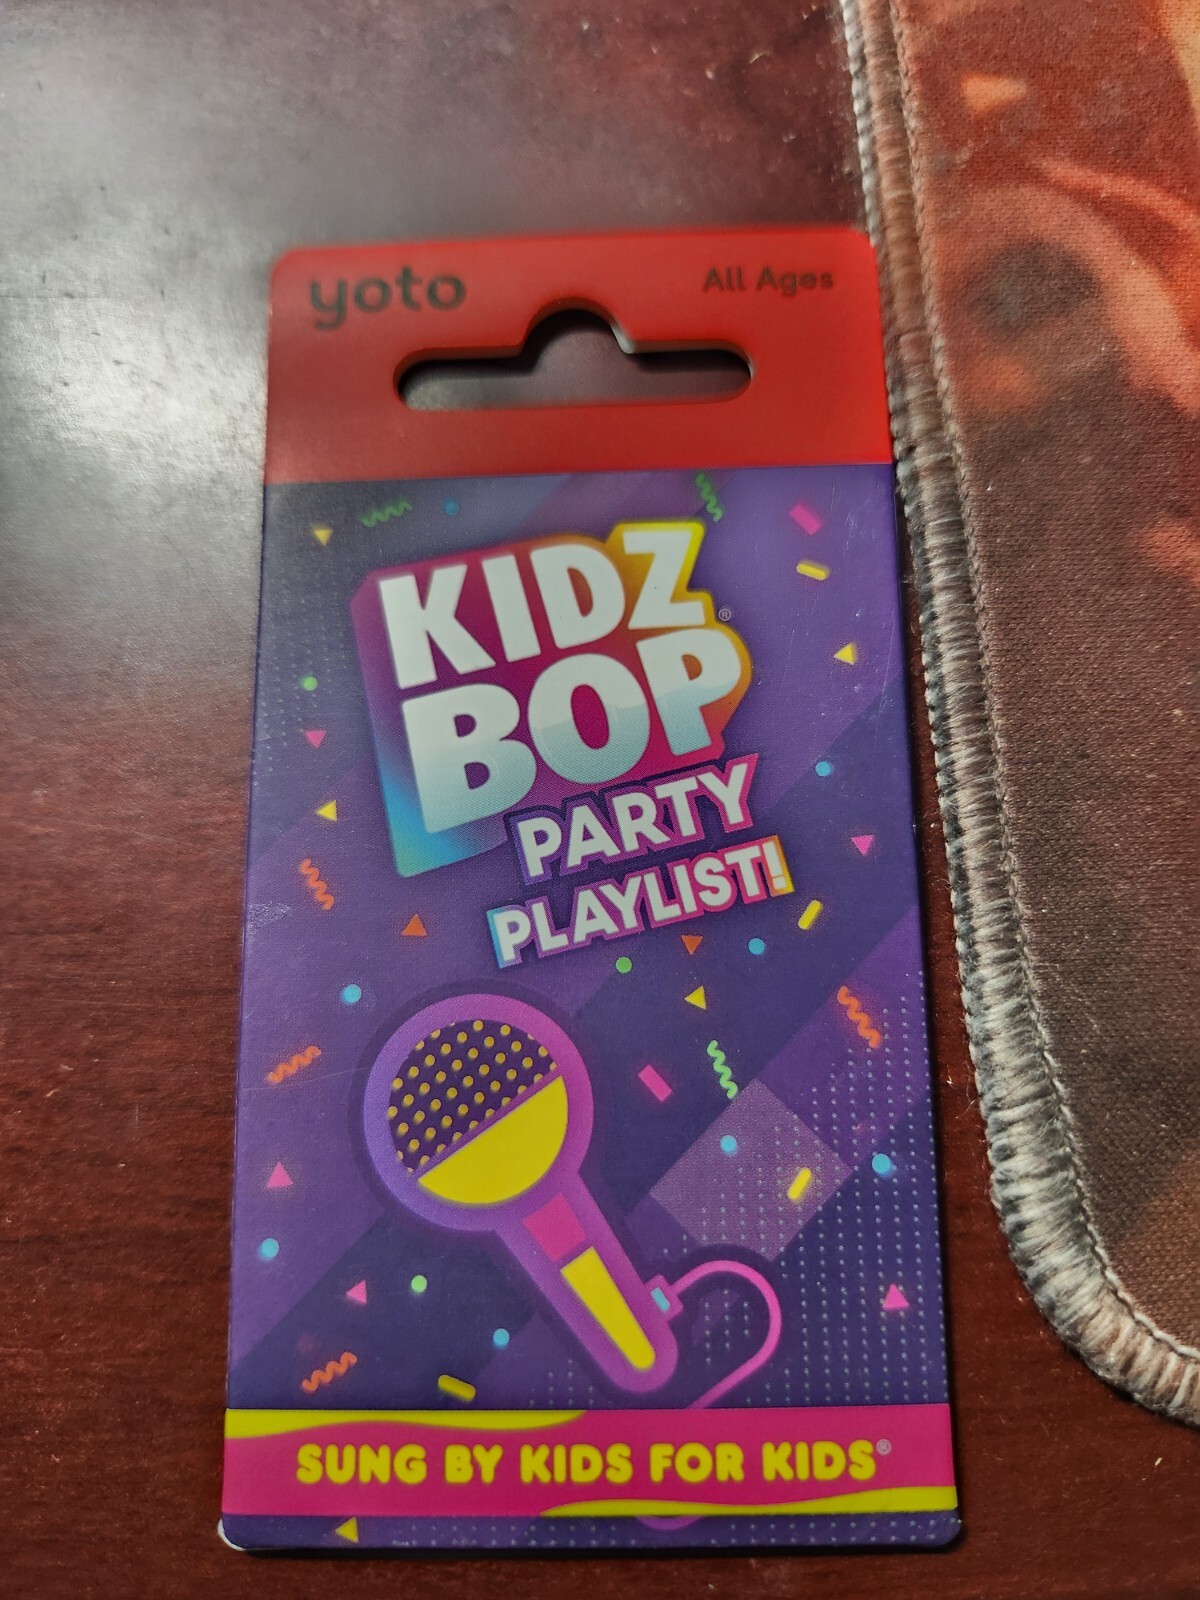 yoto
All Ages
KIDZ
BOP®
PARTY
PLAYLIST!
SUNG BY KIDS FOR KIDS®